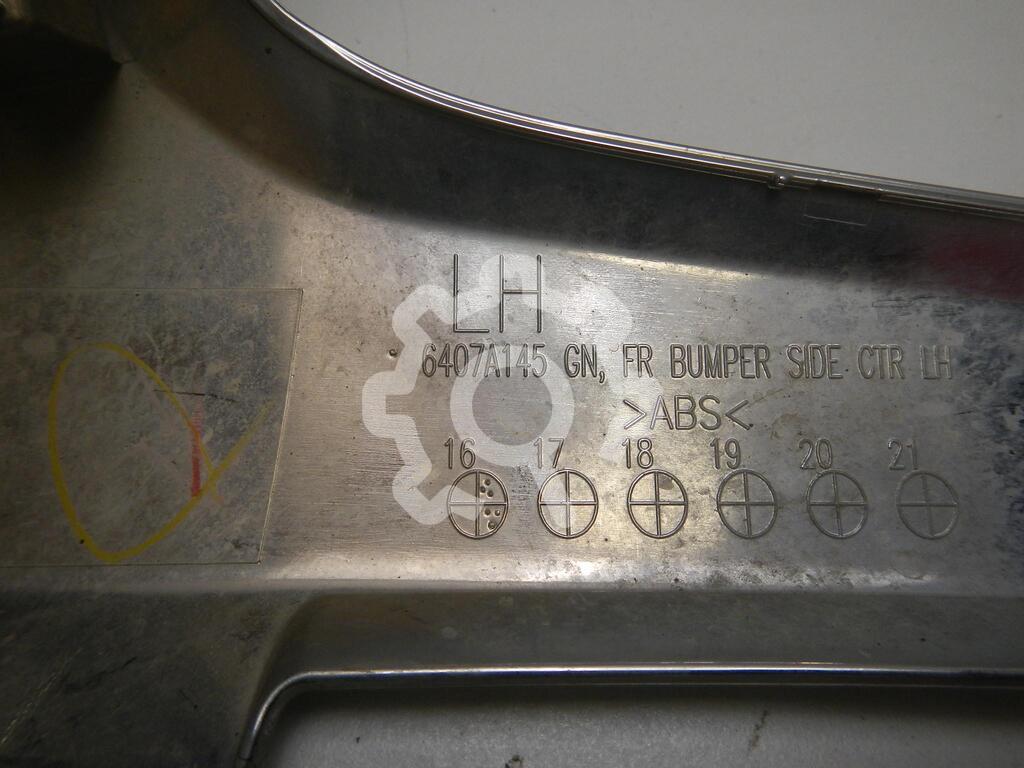 LH
6407A145 GN, FR BUMPER SIDE CTR LH
>ABS<
16 17 18 19 20 21